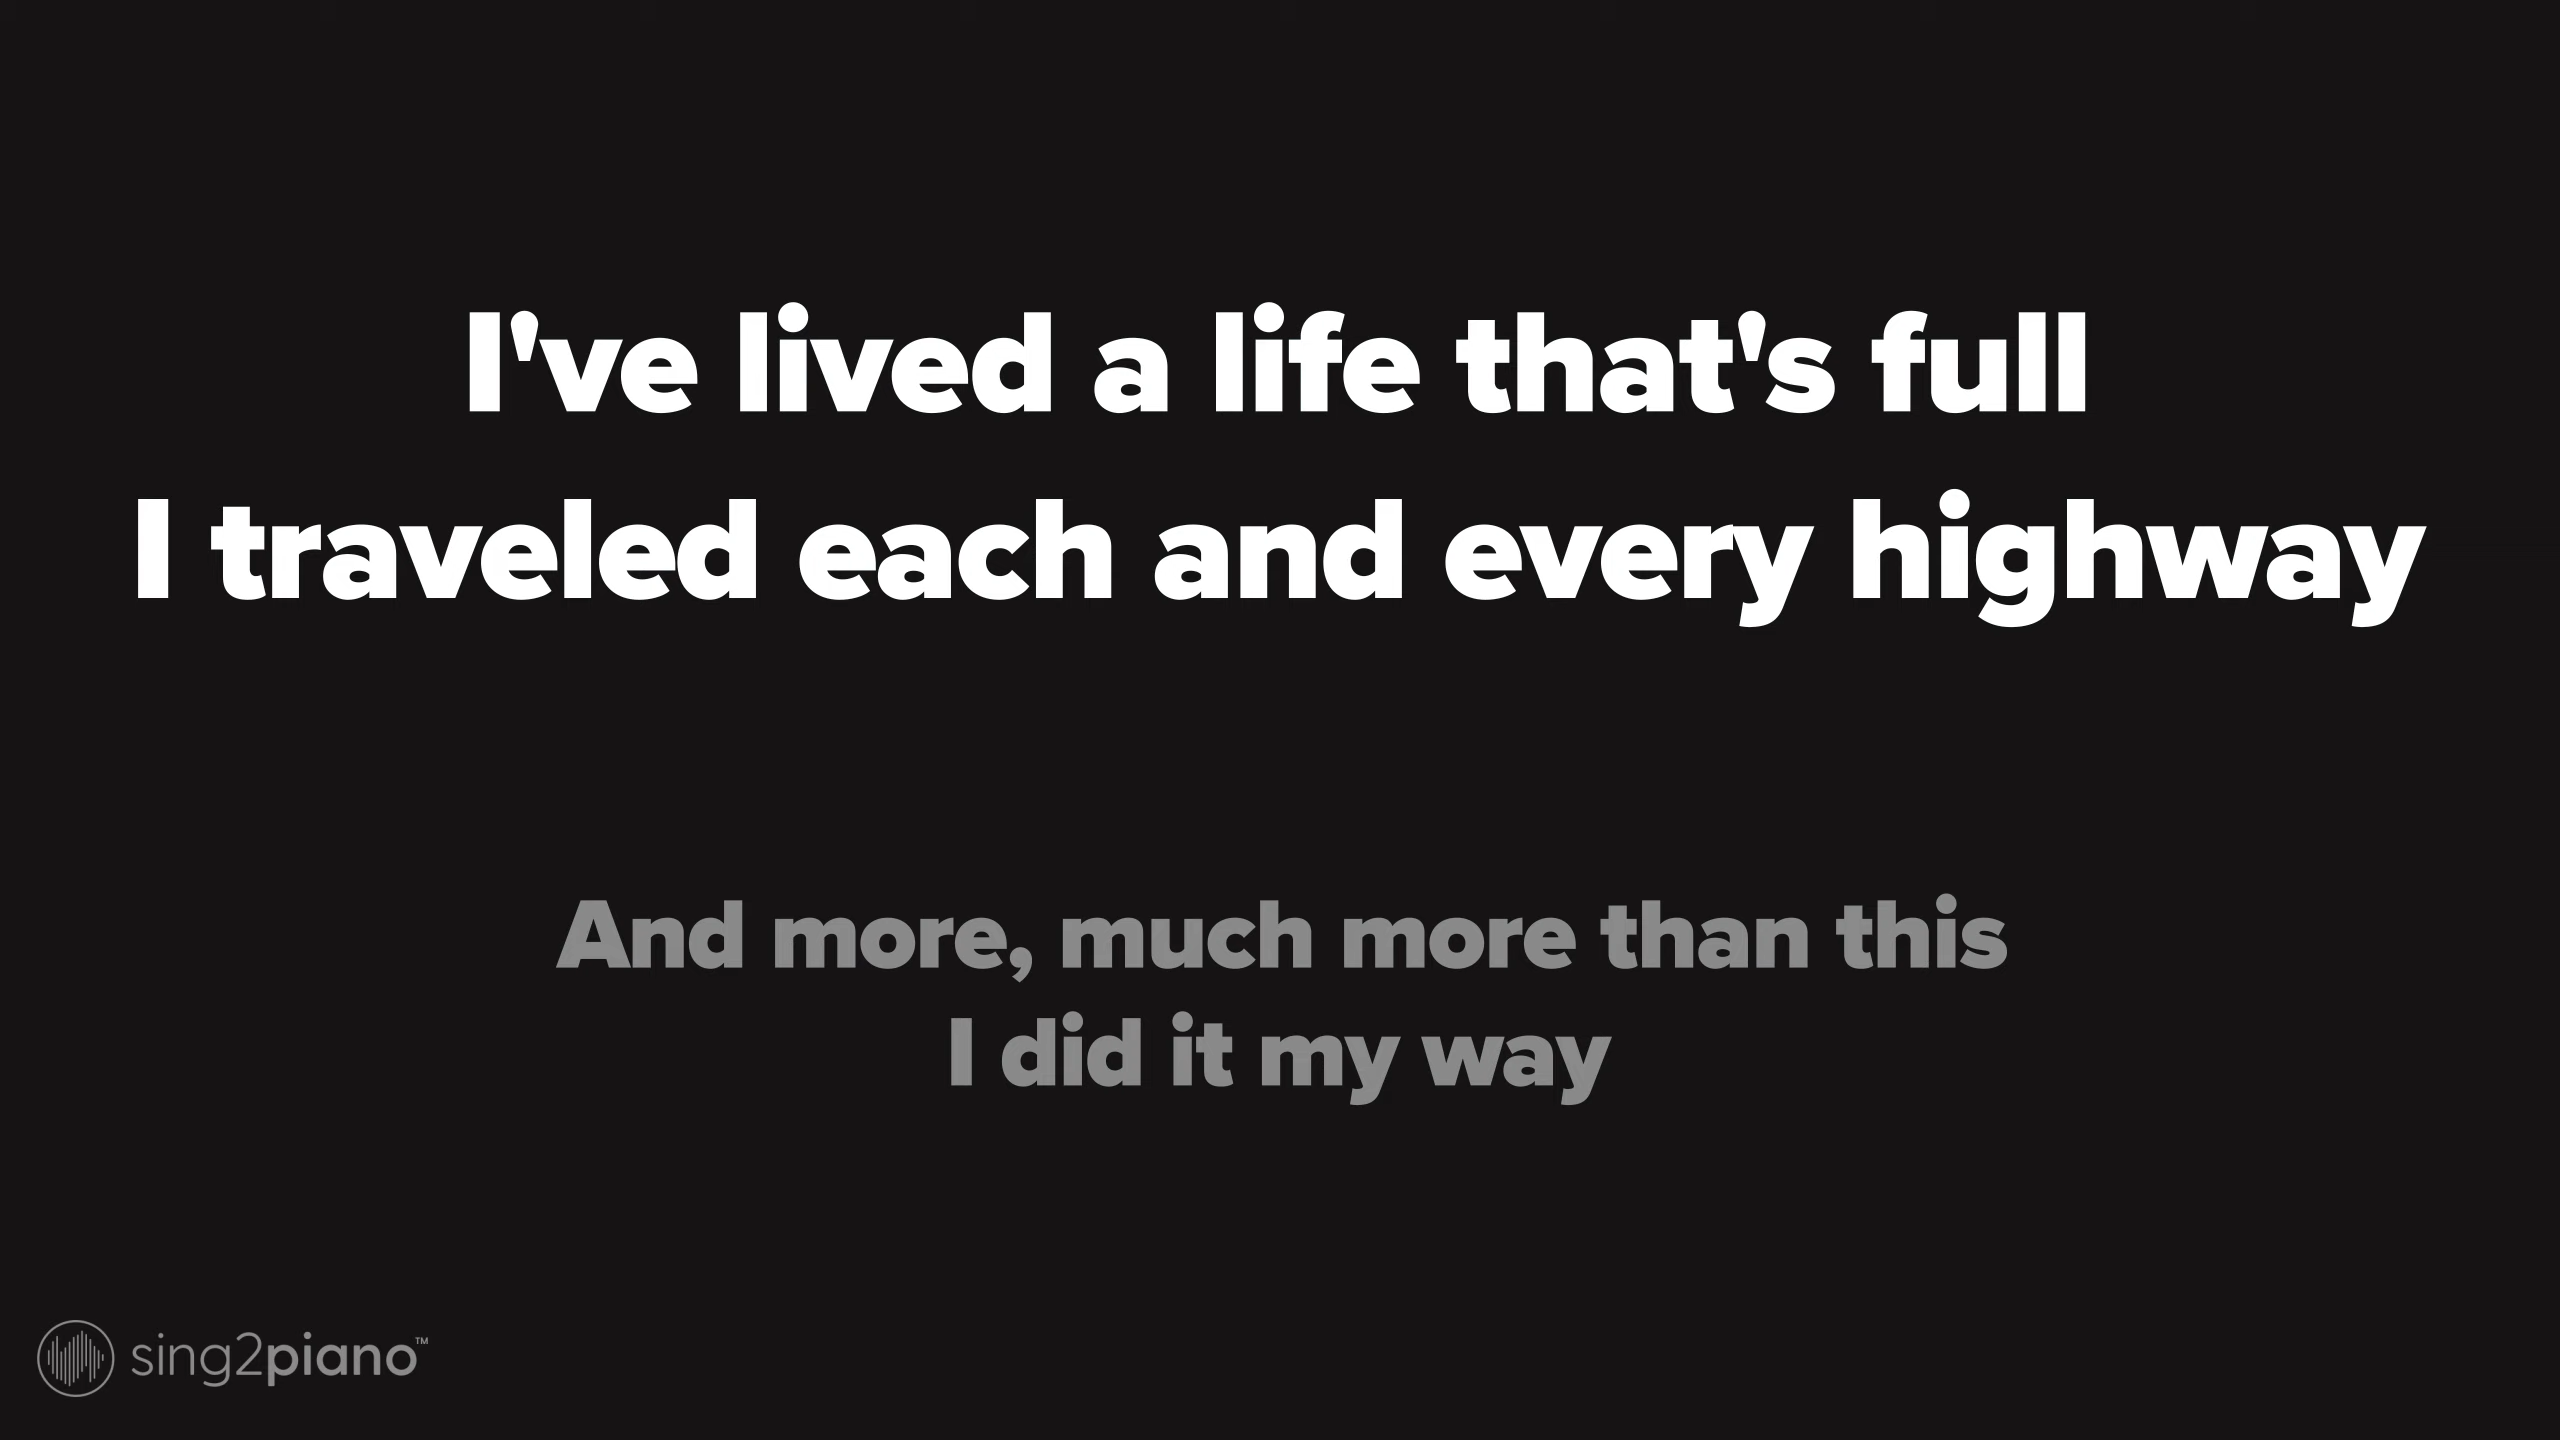 I've lived a life that's full
I traveled each and every highway
And more, much more than this
I did it my way
sing2piano™